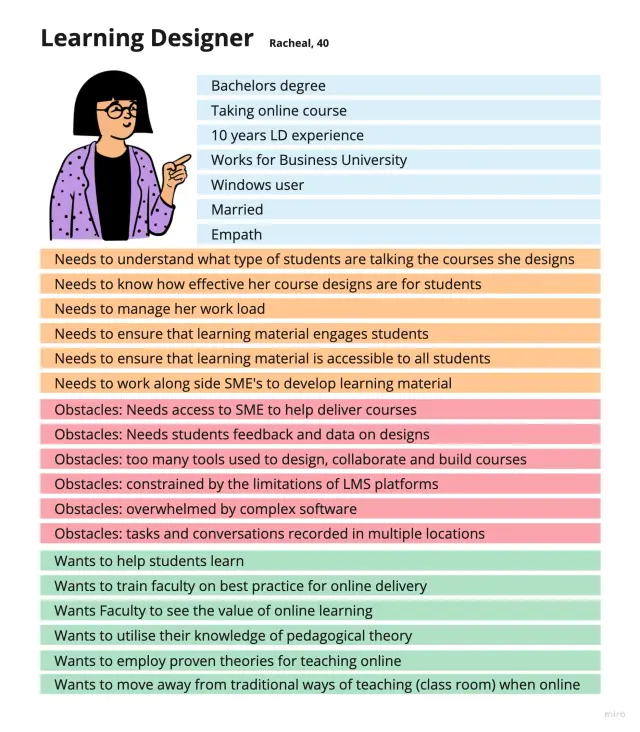 Learning Designer Racheal, 40
Bachelors degree
Taking online course
10 years LD experience
Works for Business University
Windows user
Married
Empath
Needs to understand what type of students are talking the courses she designs
Needs to know how effective her course designs are for students
Needs to manage her work load
Needs to ensure that learning material engages students
Needs to ensure that learning material is accessible to all students
Needs to work along side SME's to develop learning material
Obstacles: Needs access to SME to help deliver courses
Obstacles: Needs students feedback and data on designs
Obstacles: too many tools used to design, collaborate and build courses
Obstacles: constrained by the limitations of LMS platforms
Obstacles: overwhelmed by complex software
Obstacles: tasks and conversations recorded in multiple locations
Wants to help students learn
Wants to train faculty on best practice for online delivery
Wants Faculty to see the value of online learning
Wants to utilise their knowledge of pedagogical theory
Wants to employ proven theories for teaching online
Wants to move away from traditional ways of teaching (class room) when online
miro